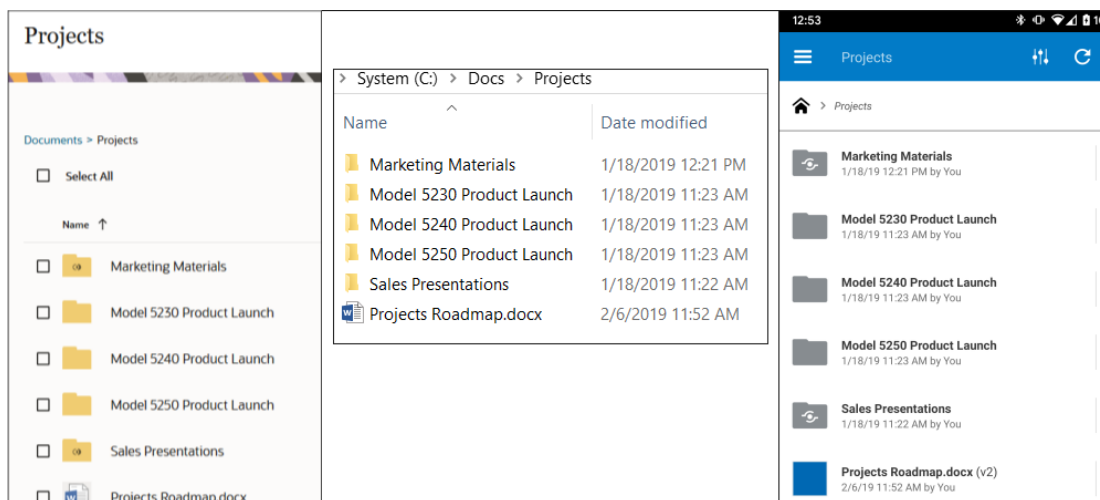 Projects
Documents > Projects
Select All
Name ↑
Marketing Materials
Model 5230 Product Launch
Model 5240 Product Launch
Model 5250 Product Launch
Sales Presentations
Projects Roadmap.docx
> System (C:) > Docs > Projects
Name Date modified
Marketing Materials 1/18/2019 12:21 PM
Model 5230 Product Launch 1/18/2019 11:23 AM
Model 5240 Product Launch 1/18/2019 11:23 AM
Model 5250 Product Launch 1/18/2019 11:23 AM
Sales Presentations 1/18/2019 11:22 AM
Projects Roadmap.docx 2/6/2019 11:52 AM
12:53
Projects
> Projects
Marketing Materials
1/18/19 12:21 PM by You
Model 5230 Product Launch
1/18/19 11:23 AM by You
Model 5240 Product Launch
1/18/19 11:23 AM by You
Model 5250 Product Launch
1/18/19 11:23 AM by You
Sales Presentations
1/18/19 11:22 AM by You
Projects Roadmap.docx (v2)
2/6/19 11:52 AM by You